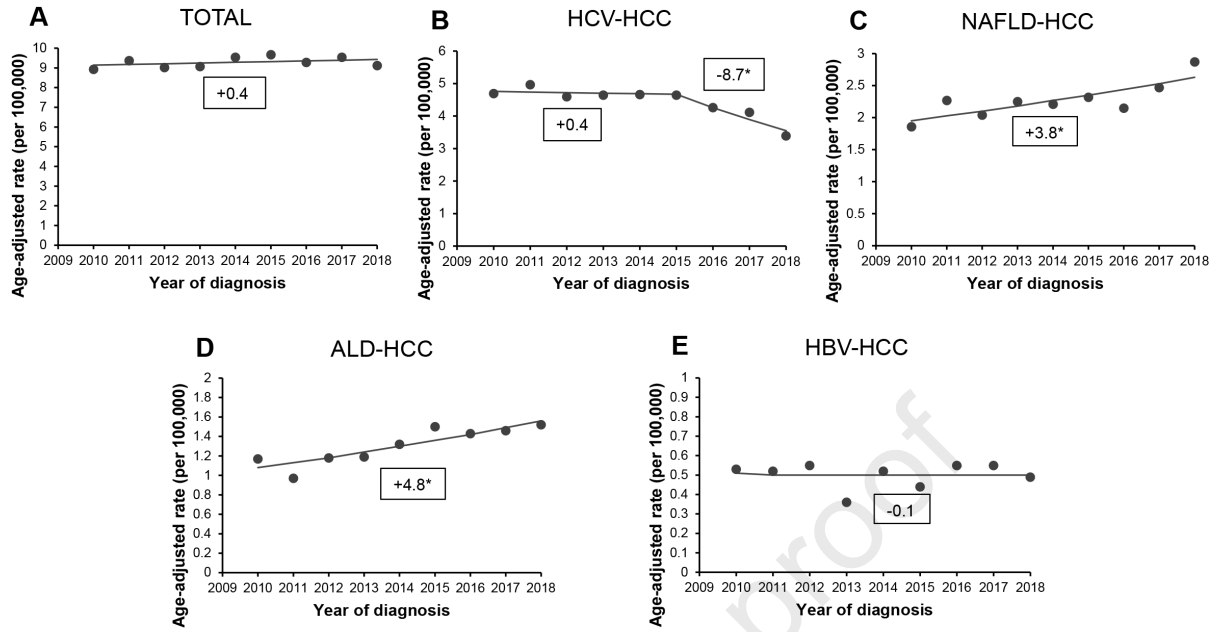 A
TOTAL
Age-adjusted rate (per 100,000)
10
9
8
7
6
5
4
3
2
1
0
+0.4
2009 2010 2011 2012 2013 2014 2015 2016 2017 2018
Year of diagnosis
B
HCV-HCC
Age-adjusted rate (per 100,000)
6
5
4
3
2
1
0
-8.7*
+0.4
2009 2010 2011 2012 2013 2014 2015 2016 2017 2018
Year of diagnosis
C
NAFLD-HCC
Age-adjusted rate (per 100,000)
3
2.5
2
1.5
1
0.5
0
+3.8*
2009 2010 2011 2012 2013 2014 2015 2016 2017 2018
Year of diagnosis
D
ALD-HCC
Age-adjusted rate (per 100,000)
2
1.8
1.6
1.4
1.2
1
0.8
0.6
0.4
0.2
0
+4.8*
2009 2010 2011 2012 2013 2014 2015 2016 2017 2018
Year of diagnosis
E
HBV-HCC
Age-adjusted rate (per 100,000)
1
0.9
0.8
0.7
0.6
0.5
0.4
0.3
0.2
0.1
0
-0.1
2009 2010 2011 2012 2013 2014 2015 2016 2017 2018
Year of diagnosis
proof